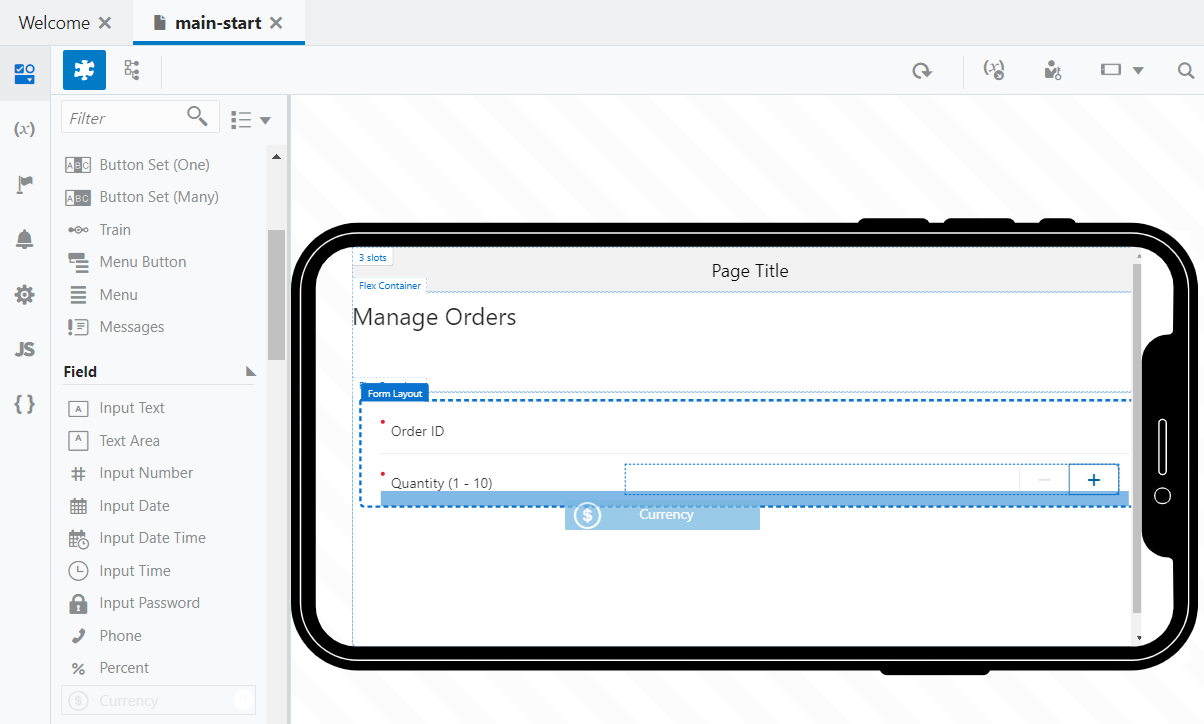 Welcome
main-start
(x)
(x)
Filter
ABC Button Set (One)
ABC Button Set (Many)
Train
Menu Button
Menu
Messages
JS
Field
{ }
A Input Text
A Text Area
Input Number
Input Date
Input Date Time
Input Time
Input Password
Phone
% Percent
$ Currency ?
3 slots
Page Title
Flex Container
Manage Orders
Form Layout
* Order ID
* Quantity (1 - 10)
$ Currency